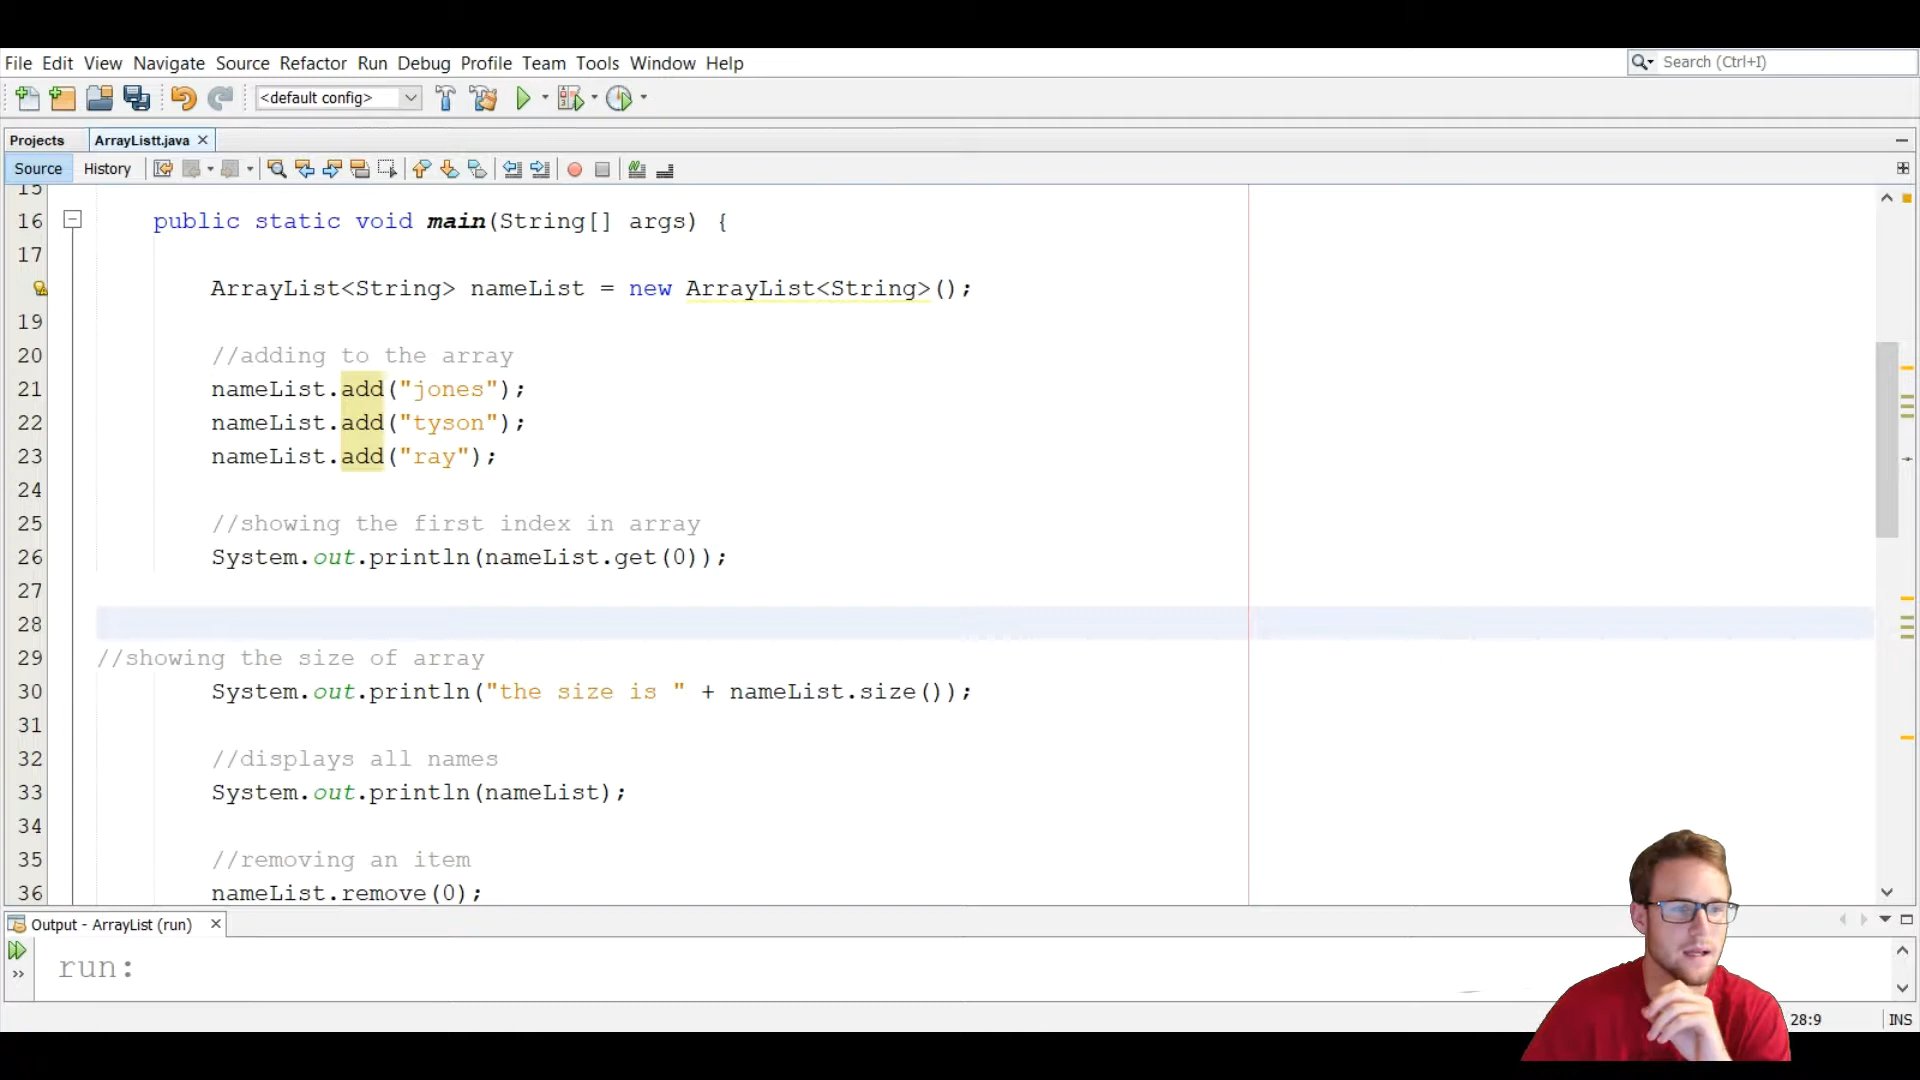 File Edit View Navigate Source Refactor Run Debug Profile Team Tools Window Help
Search (Ctrl+I)
<default config>
Projects
ArrayListt.java
Source History
15
16 public static void main(String[] args) {
17
ArrayList<String> nameList = new ArrayList<String>();
19
20 //adding to the array
21 nameList.add("jones");
22 nameList.add("tyson");
23 nameList.add("ray");
24
25 //showing the first index in array
26 System.out.println(nameList.get(0));
27
28
29 //showing the size of array
30 System.out.println("the size is " + nameList.size());
31
32 //displays all names
33 System.out.println(nameList);
34
35 //removing an item
36 nameList.remove(0);
Output - ArrayList (run)
run:
28:9 INS